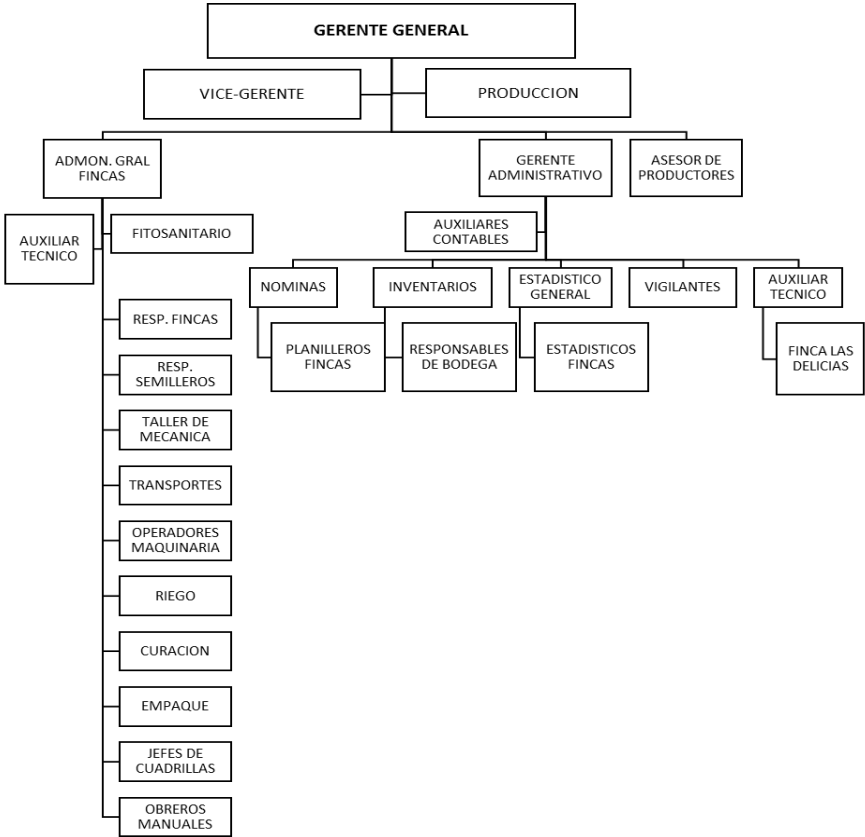 GERENTE GENERAL
VICE-GERENTE
PRODUCCION
ADMON. GRAL
FINCAS
GERENTE
ADMINISTRATIVO
ASESOR DE
PRODUCTORES
AUXILIAR
TECNICO
FITOSANITARIO
AUXILIARES
CONTABLES
NOMINAS
INVENTARIOS
ESTADISTICO
GENERAL
VIGILANTES
AUXILIAR
TECNICO
PLANILLEROS
FINCAS
RESPONSABLES
DE BODEGA
ESTADISTICOS
FINCAS
FINCA LAS
DELICIAS
RESP. FINCAS
RESP.
SEMILLEROS
TALLER DE
MECANICA
TRANSPORTES
OPERADORES
MAQUINARIA
RIEGO
CURACION
EMPAQUE
JEFES DE
CUADRILLAS
OBREROS
MANUALES